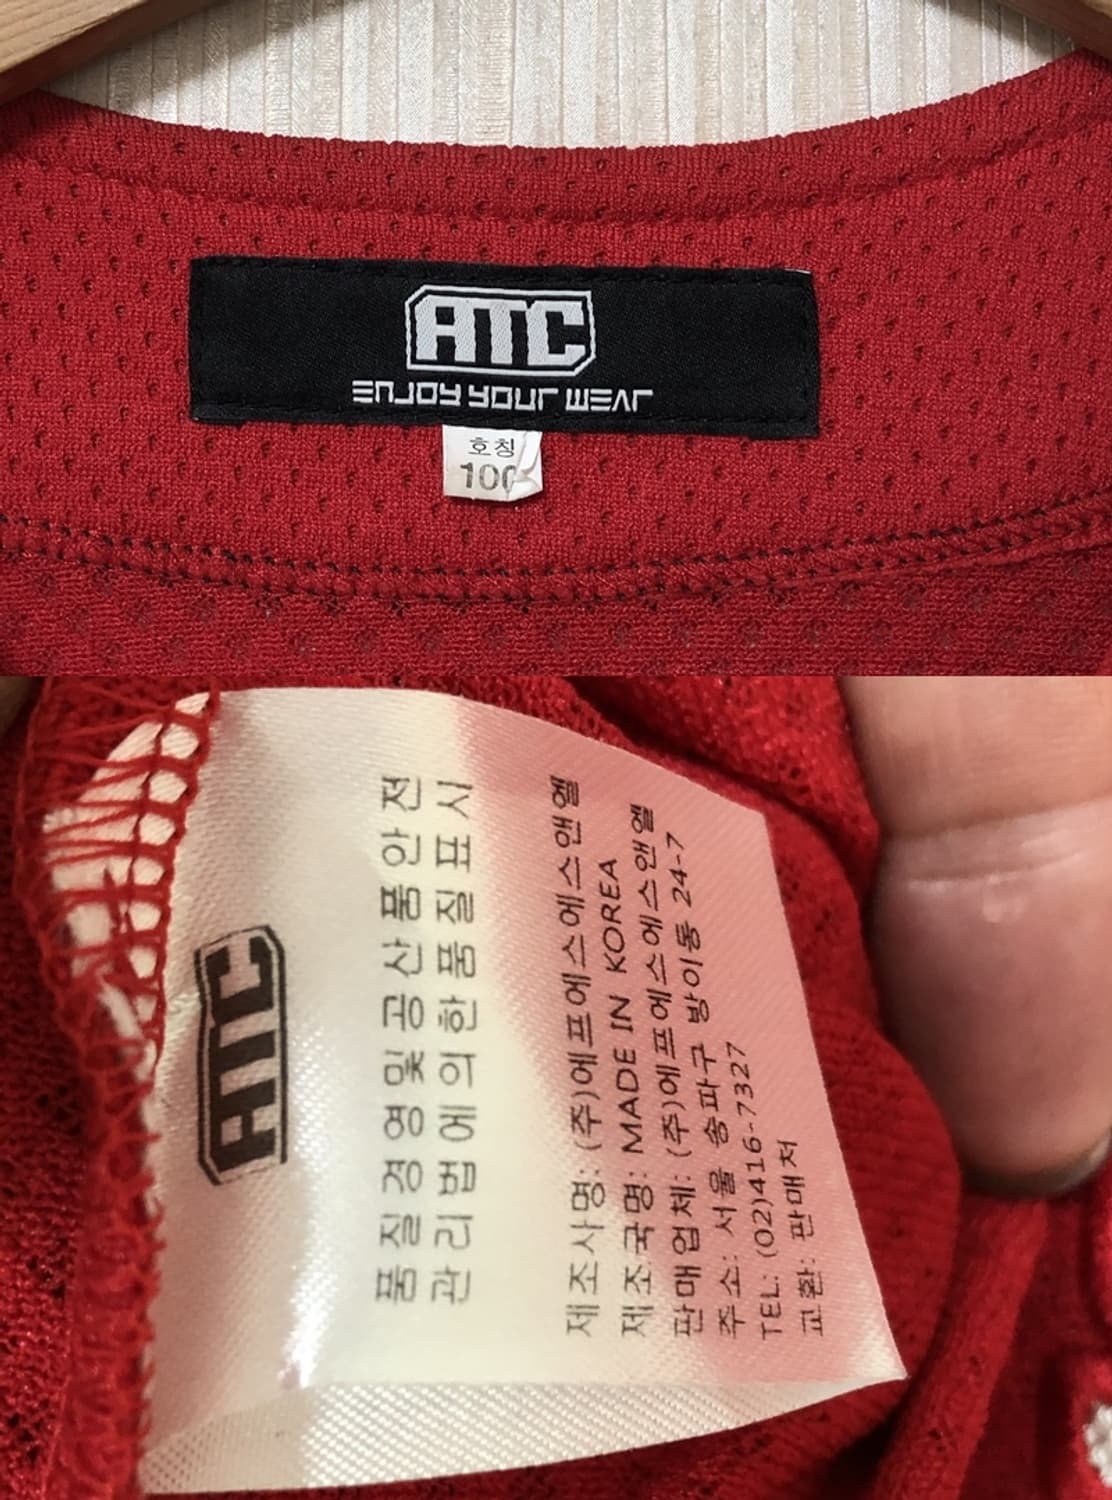 ATC
ENJOY YOUR WEAR
호칭
100
ATC
품질경영 및 공산품안전
관리법에 의한 품질표시
제조사명: (주)에프에스에스앤엘
제조국명: MADE IN KOREA
판매업체: (주)에프에스에스앤엘
주소: 서울 송파구 방이동 24-7
TEL: (02)416-7327
교환: 판매처